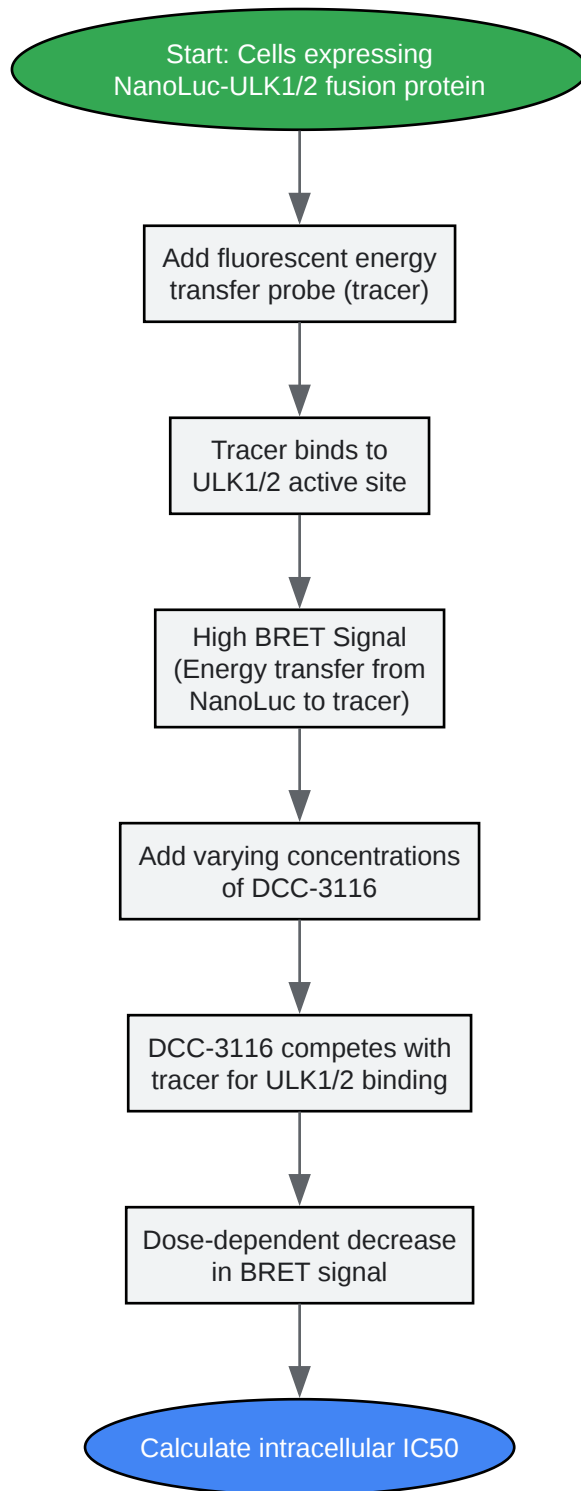 Start: Cells expressing
NanoLuc-ULK1/2 fusion protein
Add fluorescent energy
transfer probe (tracer)
Tracer binds to
ULK1/2 active site
High BRET Signal
(Energy transfer from
NanoLuc to tracer)
Add varying concentrations
of DCC-3116
DCC-3116 competes with
tracer for ULK1/2 binding
Dose-dependent decrease
in BRET signal
Calculate intracellular IC50